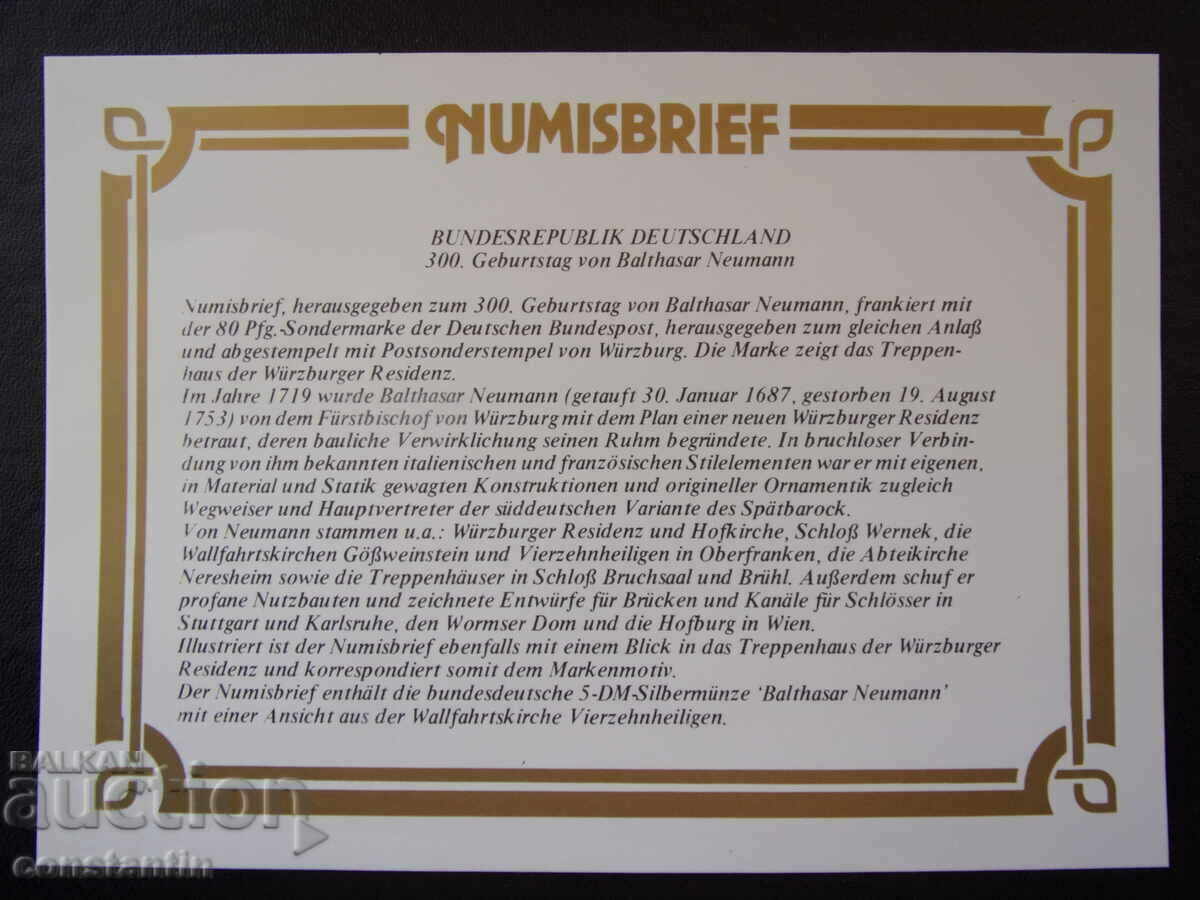 NUMISBRIEF
BUNDESREPUBLIK DEUTSCHLAND
300. Geburtstag von Balthasar Neumann
Numisbrief, herausgegeben zum 300. Geburtstag von Balthasar Neumann, frankiert mit
der 80 Pfg.-Sondermarke der Deutschen Bundespost, herausgegeben zum gleichen Anlaß
und abgestempelt mit Postsonderstempel von Würzburg. Die Marke zeigt das Treppen-
haus der Würzburger Residenz.
Im Jahre 1719 wurde Balthasar Neumann (getauft 30. Januar 1687, gestorben 19. August
1753) von dem Fürstbischof von Würzburg mit dem Plan einer neuen Würzburger Residenz
betraut, deren bauliche Verwirklichung seinen Ruhm begründete. In bruchloser Verbin-
dung von ihm bekannten italienischen und französischen Stilelementen war er mit eigenen,
in Material und Statik gewagten Konstruktionen und origineller Ornamentik zugleich
Wegweiser und Hauptvertreter der süddeutschen Variante des Spätbarock.
Von Neumann stammen u.a.: Würzburger Residenz und Hofkirche, Schloß Wernek, die
Wallfahrtskirchen Gößweinstein und Vierzehnheiligen in Oberfranken, die Abteikirche
Neresheim sowie die Treppenhäuser in Schloß Bruchsaal und Brühl. Außerdem schuf er
profane Nutzbauten und zeichnete Entwürfe für Brücken und Kanäle für Schlösser in
Stuttgart und Karlsruhe, den Wormser Dom und die Hofburg in Wien.
Illustriert ist der Numisbrief ebenfalls mit einem Blick in das Treppenhaus der Würzburger
Residenz und korrespondiert somit dem Markenmotiv.
Der Numisbrief enthält die bundesdeutsche 5-DM-Silbermünze ‘Balthasar Neumann’
mit einer Ansicht aus der Wallfahrtskirche Vierzehnheiligen.
BALKAN
auction
constantin